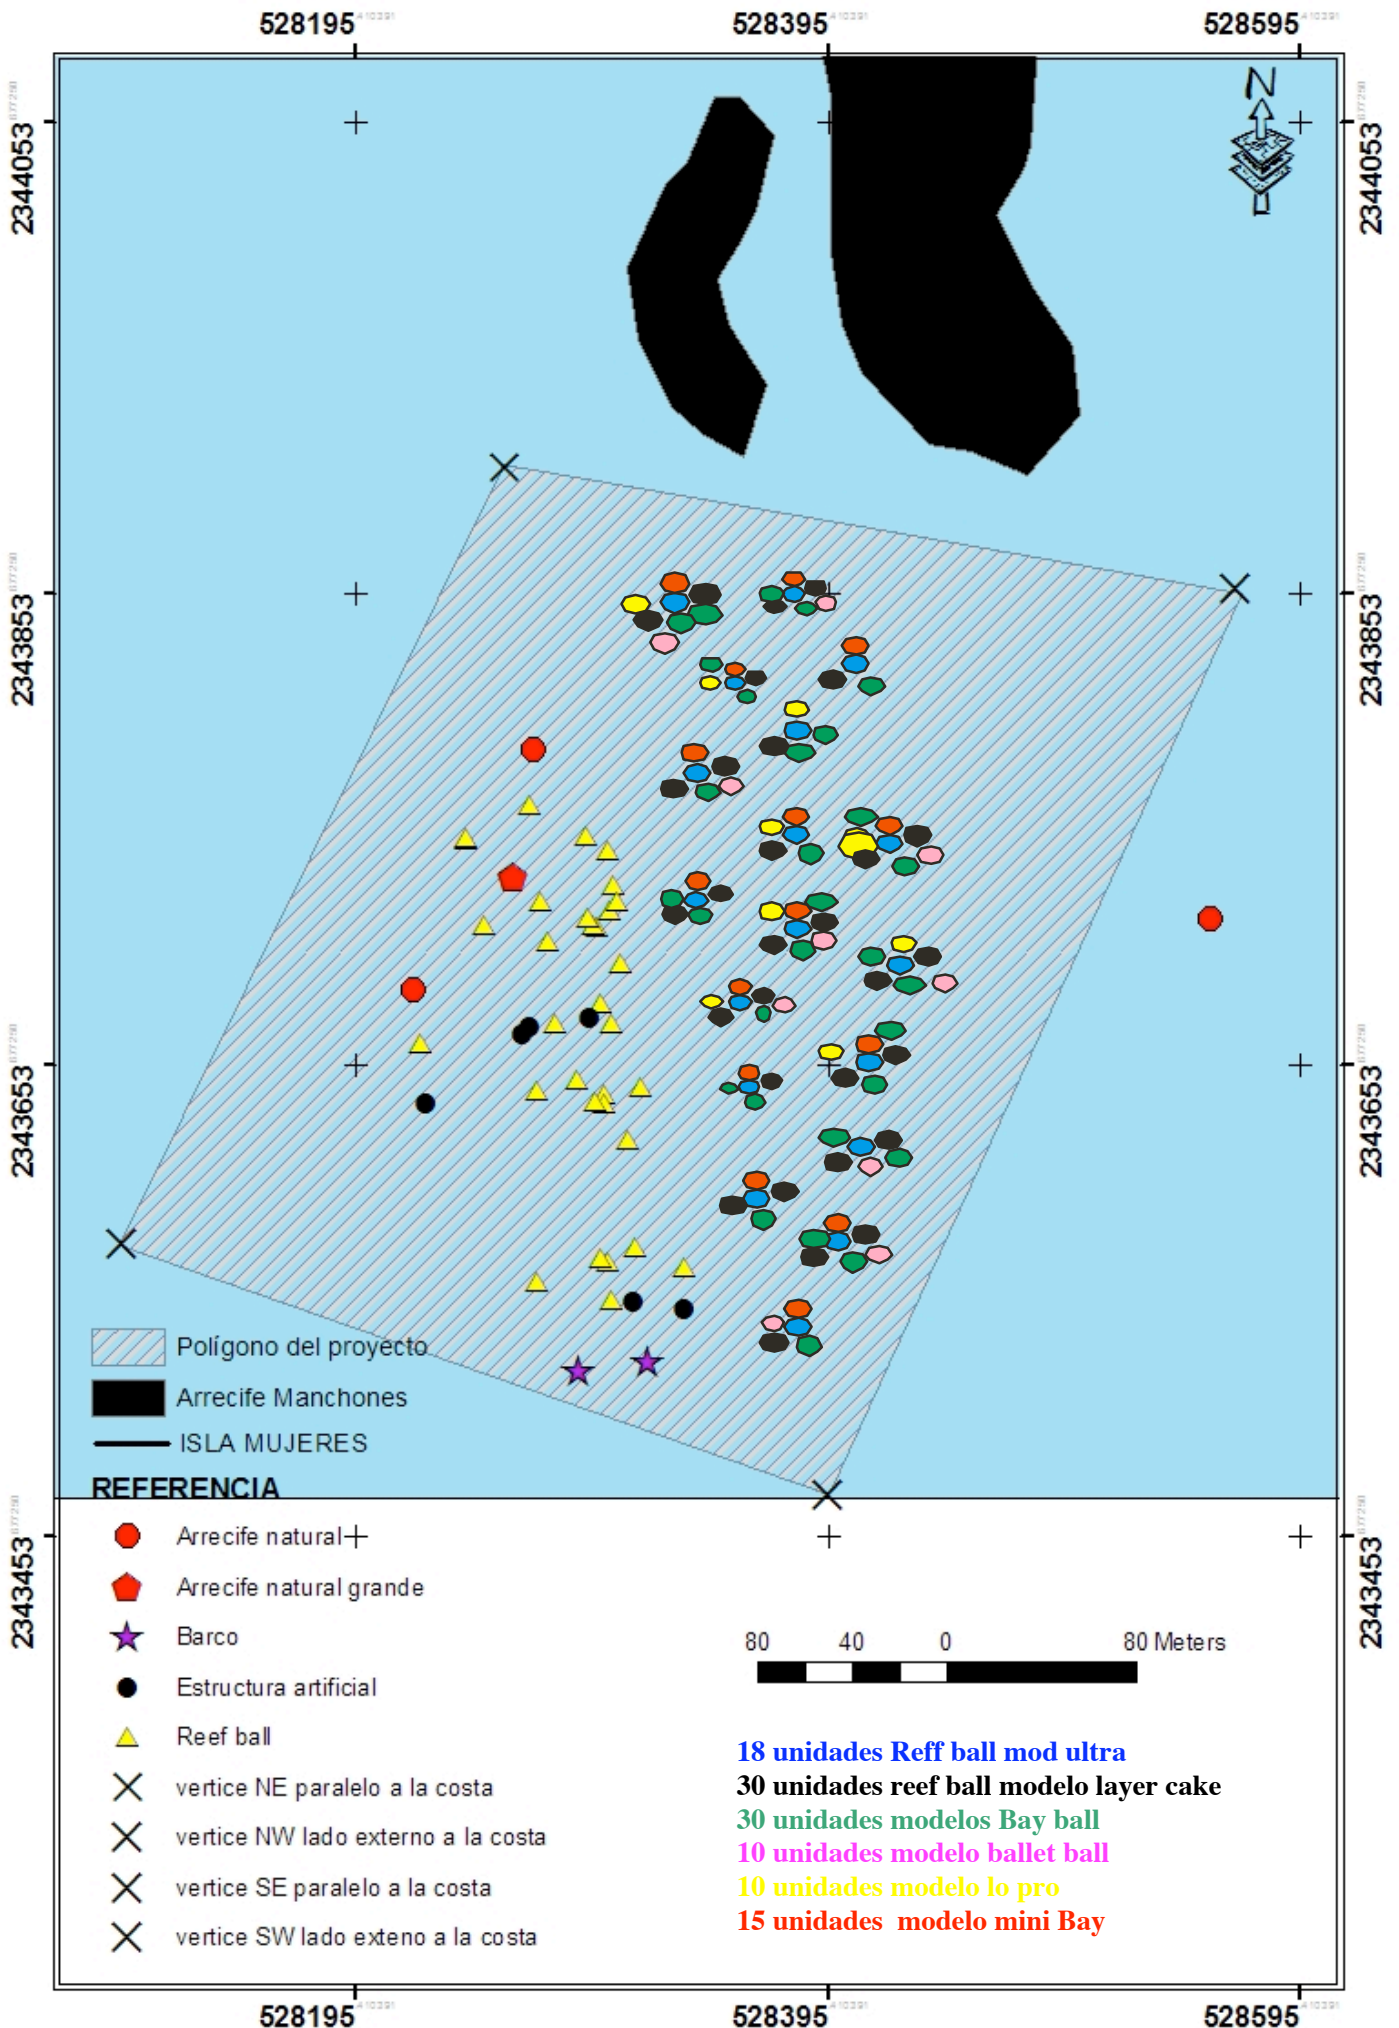 528195 528395 528595
N
2344053 2344053
2343853 2343853
2343653 2343653
2343453 2343453
Polígono del proyecto
Arrecife Manchones
ISLA MUJERES
REFERENCIA
Arrecife natural
Arrecife natural grande
Barco
Estructura artificial
Reef ball
vertice NE paralelo a la costa
vertice NW lado externo a la costa
vertice SE paralelo a la costa
vertice SW lado exteno a la costa
80 40 0 80 Meters
18 unidades Reff ball mod ultra
30 unidades reef ball modelo layer cake
30 unidades modelos Bay ball
10 unidades modelo ballet ball
10 unidades modelo lo pro
15 unidades modelo mini Bay
528195 528395 528595